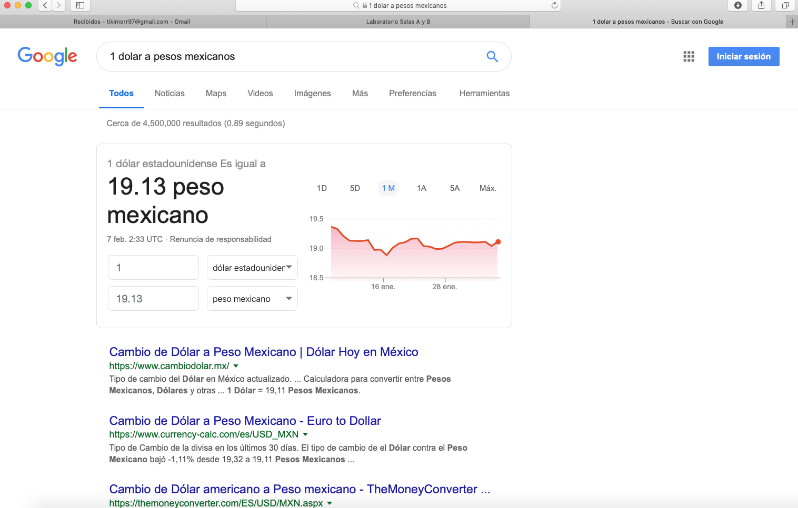 1 dolar a pesos mexicanos
Recibidos – tikimorr97@gmail.com – Gmail
Laboratorio Salas A y B
1 dolar a pesos mexicanos - Buscar con Google
Google
1 dolar a pesos mexicanos
Iniciar sesión
Todos Noticias Maps Videos Imágenes Más Preferencias Herramientas
Cerca de 4,500,000 resultados (0.89 segundos)
1 dólar estadounidense Es igual a
19.13 peso
mexicano
7 feb. 2:33 UTC · Renuncia de responsabilidad
1 dólar estadounider
19.13 peso mexicano
1D 5D 1 M 1A 5A Máx.
19.5
19.0
18.5
16 ene. 28 ene.
Cambio de Dólar a Peso Mexicano | Dólar Hoy en México
https://www.cambiodolar.mx/
Tipo de cambio del Dólar en México actualizado. ... Calculadora para convertir entre Pesos
Mexicanos, Dólares y otras ... 1 Dólar = 19,11 Pesos Mexicanos.
Cambio de Dólar a Peso Mexicano - Euro to Dollar
https://www.currency-calc.com/es/USD_MXN
Tipo de Cambio de la divisa en los últimos 30 días. El tipo de cambio de el Dólar contra el Peso
Mexicano bajó -1,11% desde 19,32 a 19,11 Pesos Mexicanos ...
Cambio de Dólar americano a Peso mexicano - TheMoneyConverter ...
https://themoneyconverter.com/ES/USD/MXN.aspx